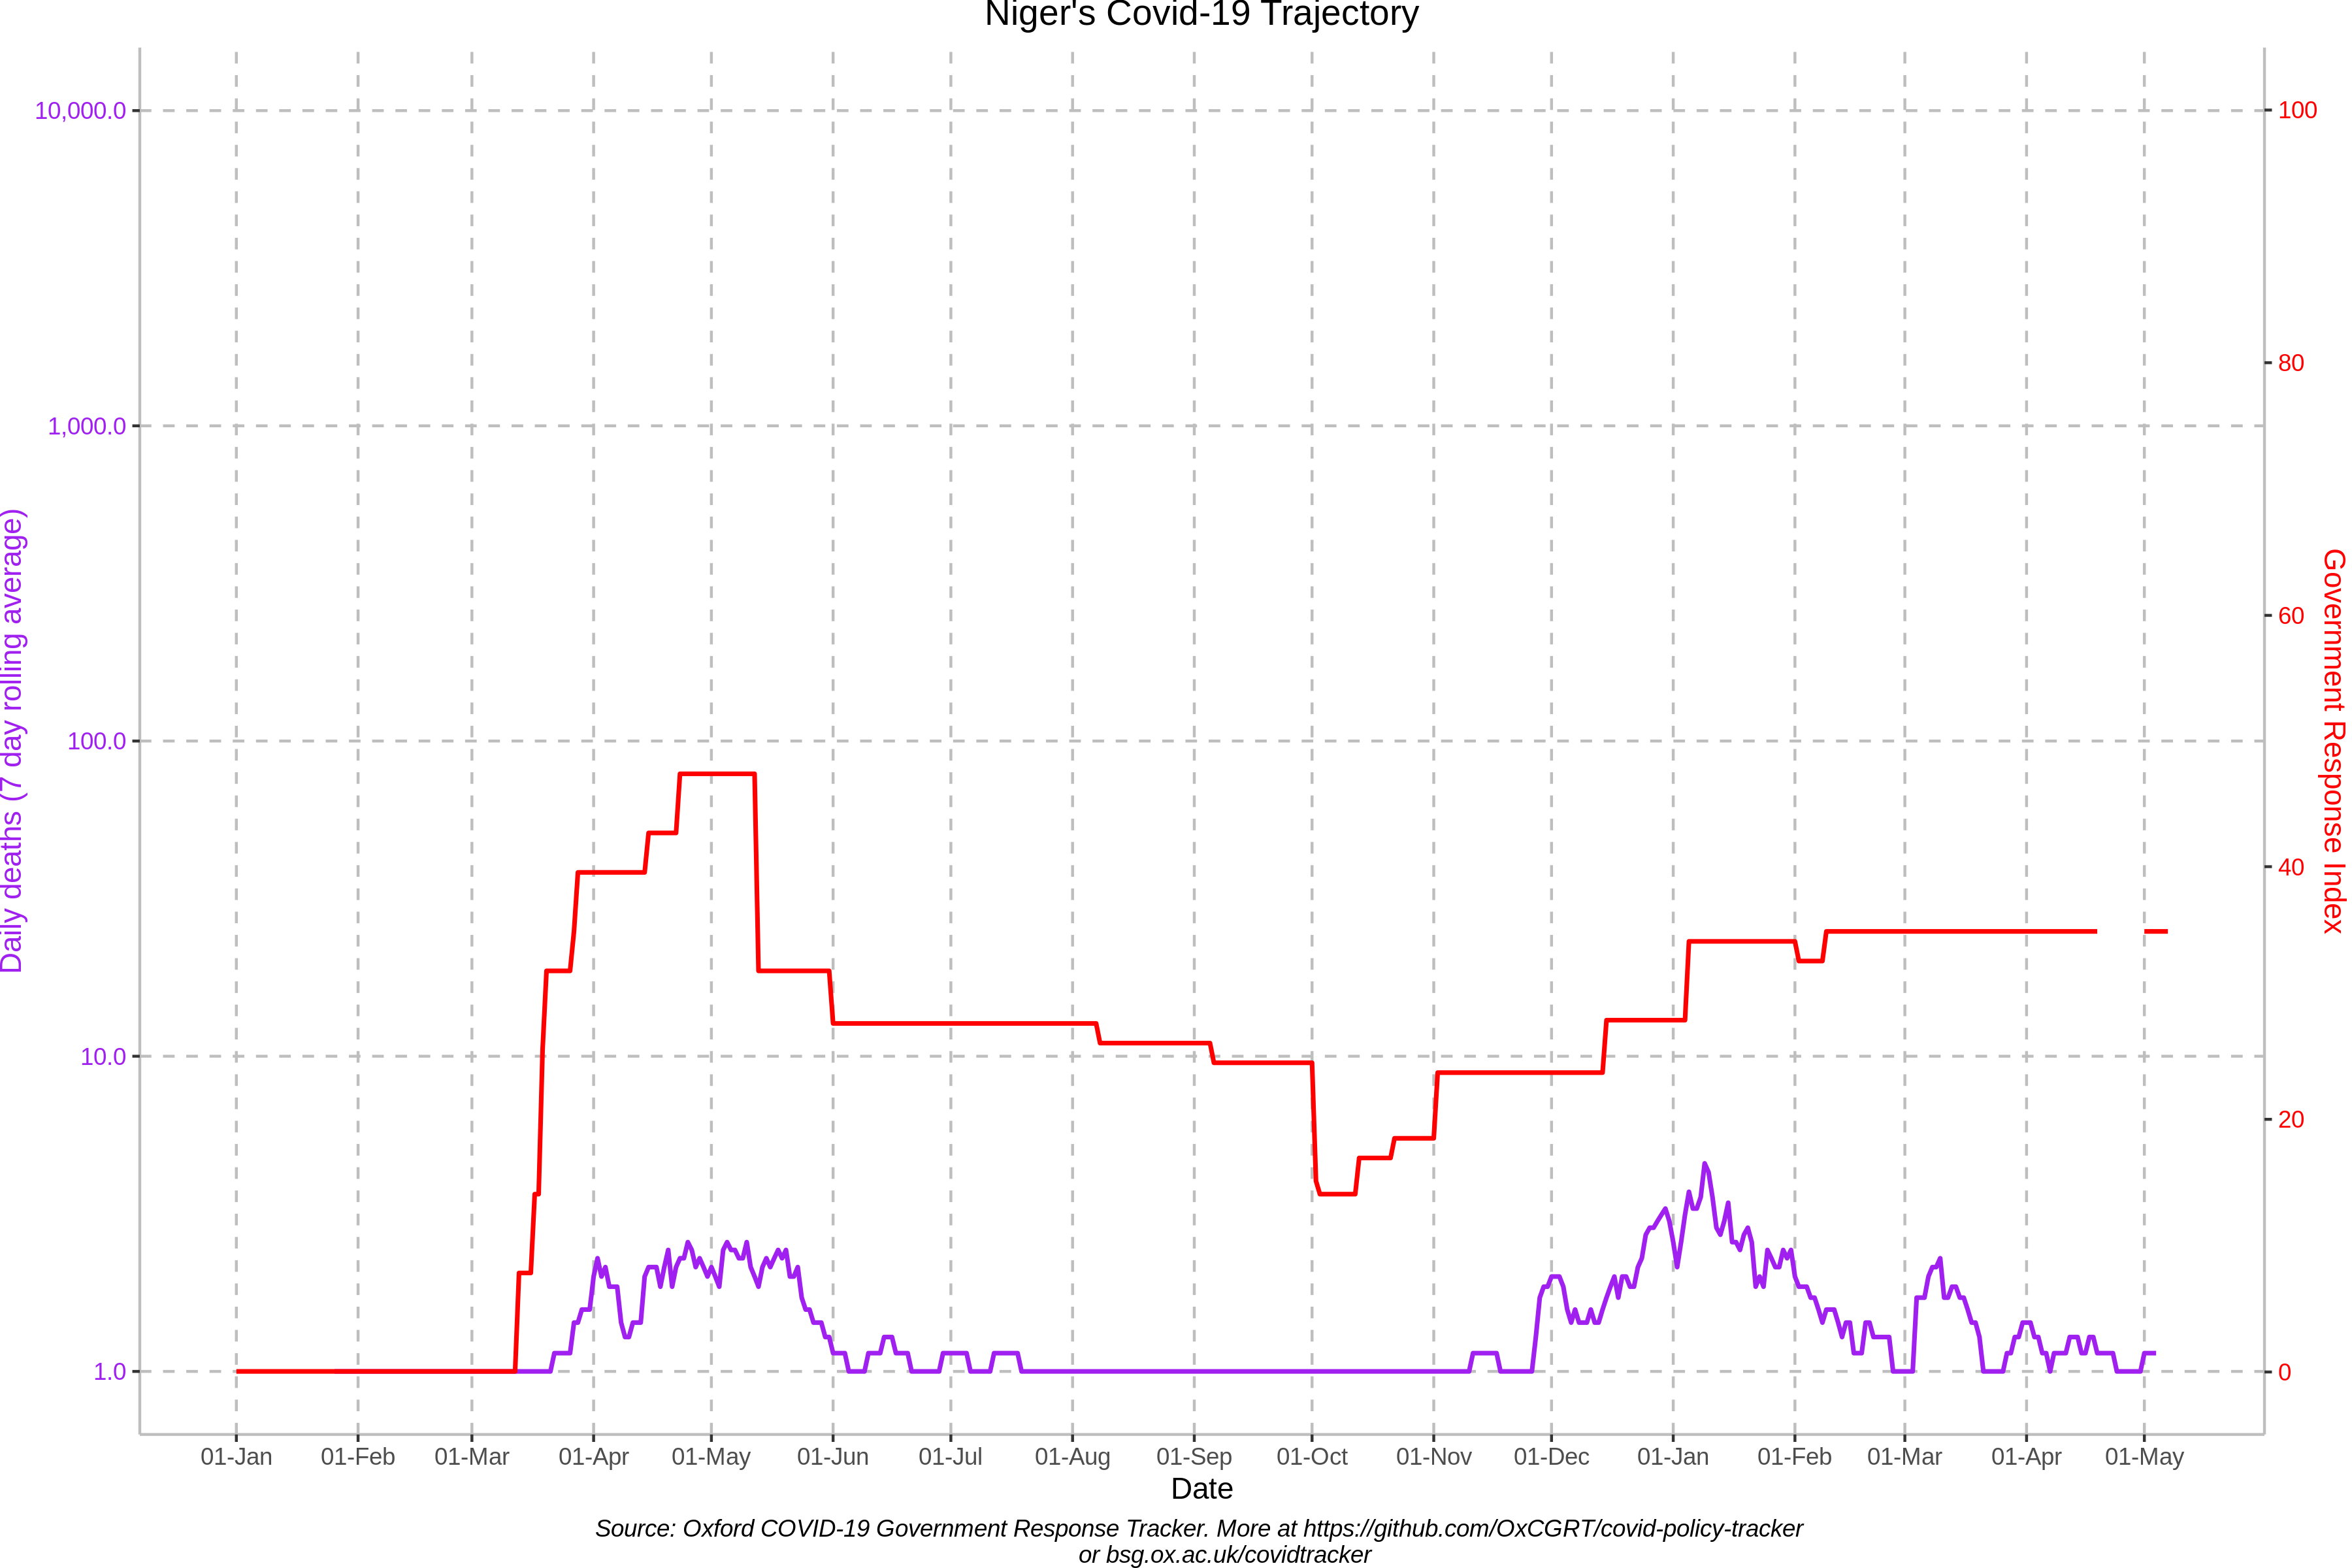 Niger's Covid-19 Trajectory
10,000.0
1,000.0
100.0
10.0
1.0
Daily deaths (7 day rolling average)
100
80
60
40
20
0
Government Response Index
01-Jan 01-Feb 01-Mar 01-Apr 01-May 01-Jun 01-Jul 01-Aug 01-Sep 01-Oct 01-Nov 01-Dec 01-Jan 01-Feb 01-Mar 01-Apr 01-May
Date
Source: Oxford COVID-19 Government Response Tracker. More at https://github.com/OxCGRT/covid-policy-tracker
or bsg.ox.ac.uk/covidtracker